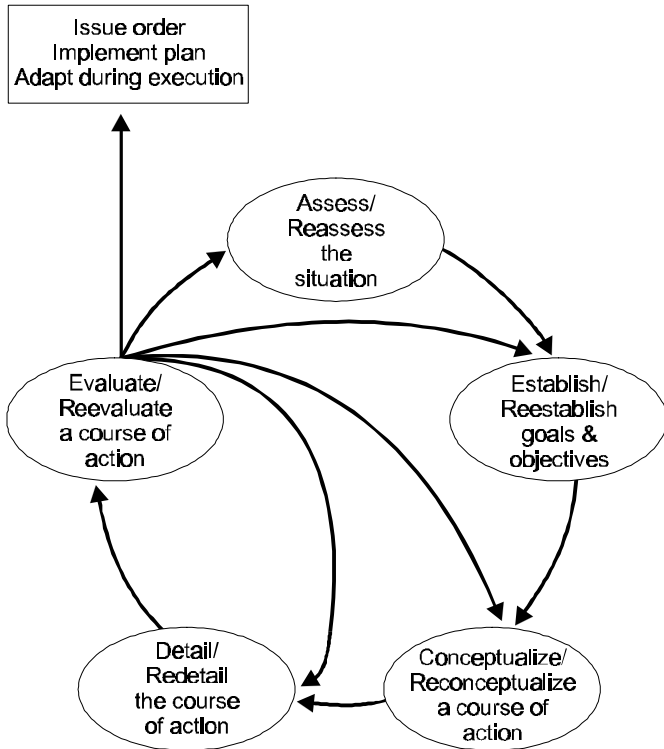 Issue order
Implement plan
Adapt during execution
Assess/
Reassess
the
situation
Evaluate/
Reevaluate
a course of
action
Establish/
Reestablish
goals &
objectives
Detail/
Redetail
the course
of action
Conceptualize/
Reconceptualize
a course of
action